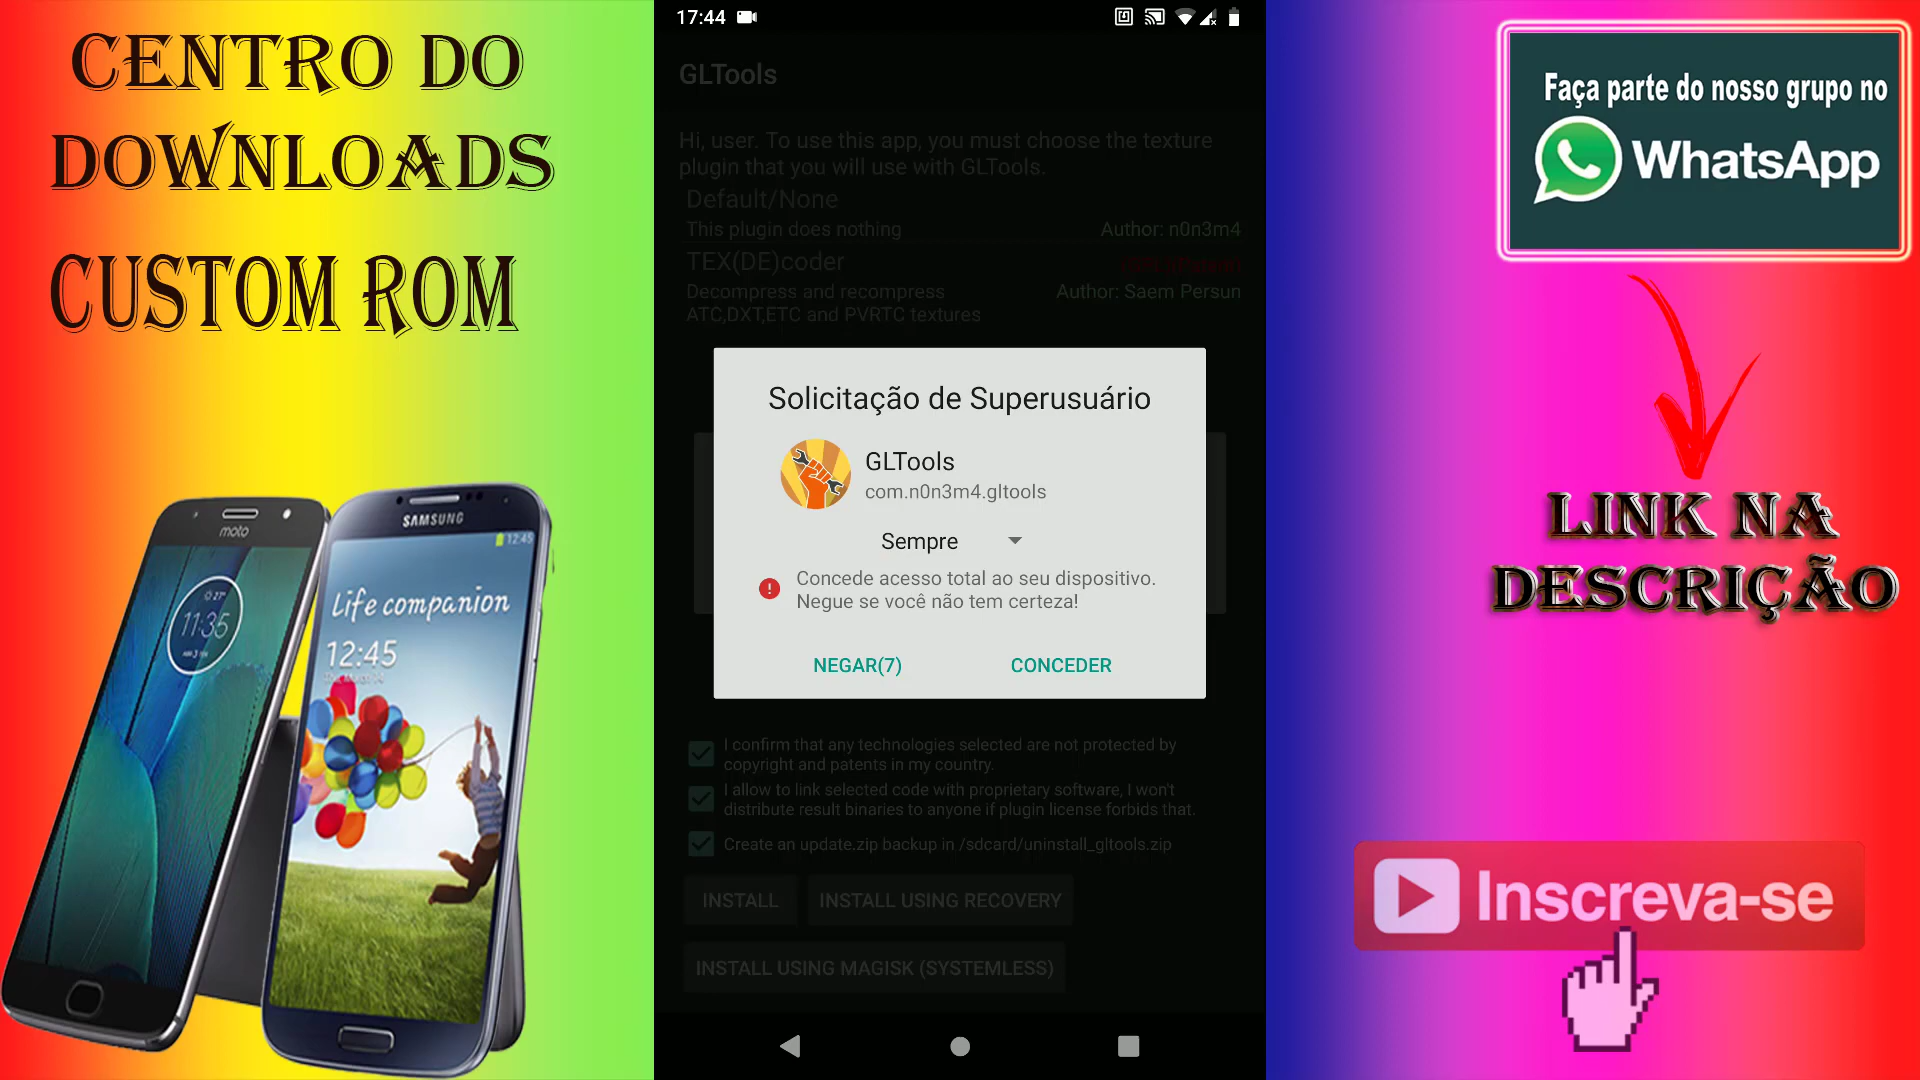 CENTRO DO
DOWNLOADS
CUSTOM ROM
moto
27°
11:35
SAMSUNG
12:45
Life companion
12:45
17:44
GLTools
Hi, user. To use this app, you must choose the texture
plugin that you will use with GLTools.
Default/None
This plugin does nothing
Author: n0n3m4
TEX(DE)coder
Decompress and recompress
Author: Saem Persun
ATC,DXT,ETC and PVRTC textures
Solicitação de Superusuário
GLTools
com.n0n3m4.gltools
Sempre
Concede acesso total ao seu dispositivo.
Negue se você não tem certeza!
NEGAR(7)
CONCEDER
I confirm that any technologies selected are not protected by
copyright and patents in my country.
I allow to link selected code with proprietary software, I won't
distribute result binaries to anyone if plugin license forbids that.
Create an update.zip backup in /sdcard/uninstall_gltools.zip
INSTALL
INSTALL USING RECOVERY
INSTALL USING MAGISK (SYSTEMLESS)
Faça parte do nosso grupo no
WhatsApp
LINK NA
DESCRIÇÃO
Inscreva-se